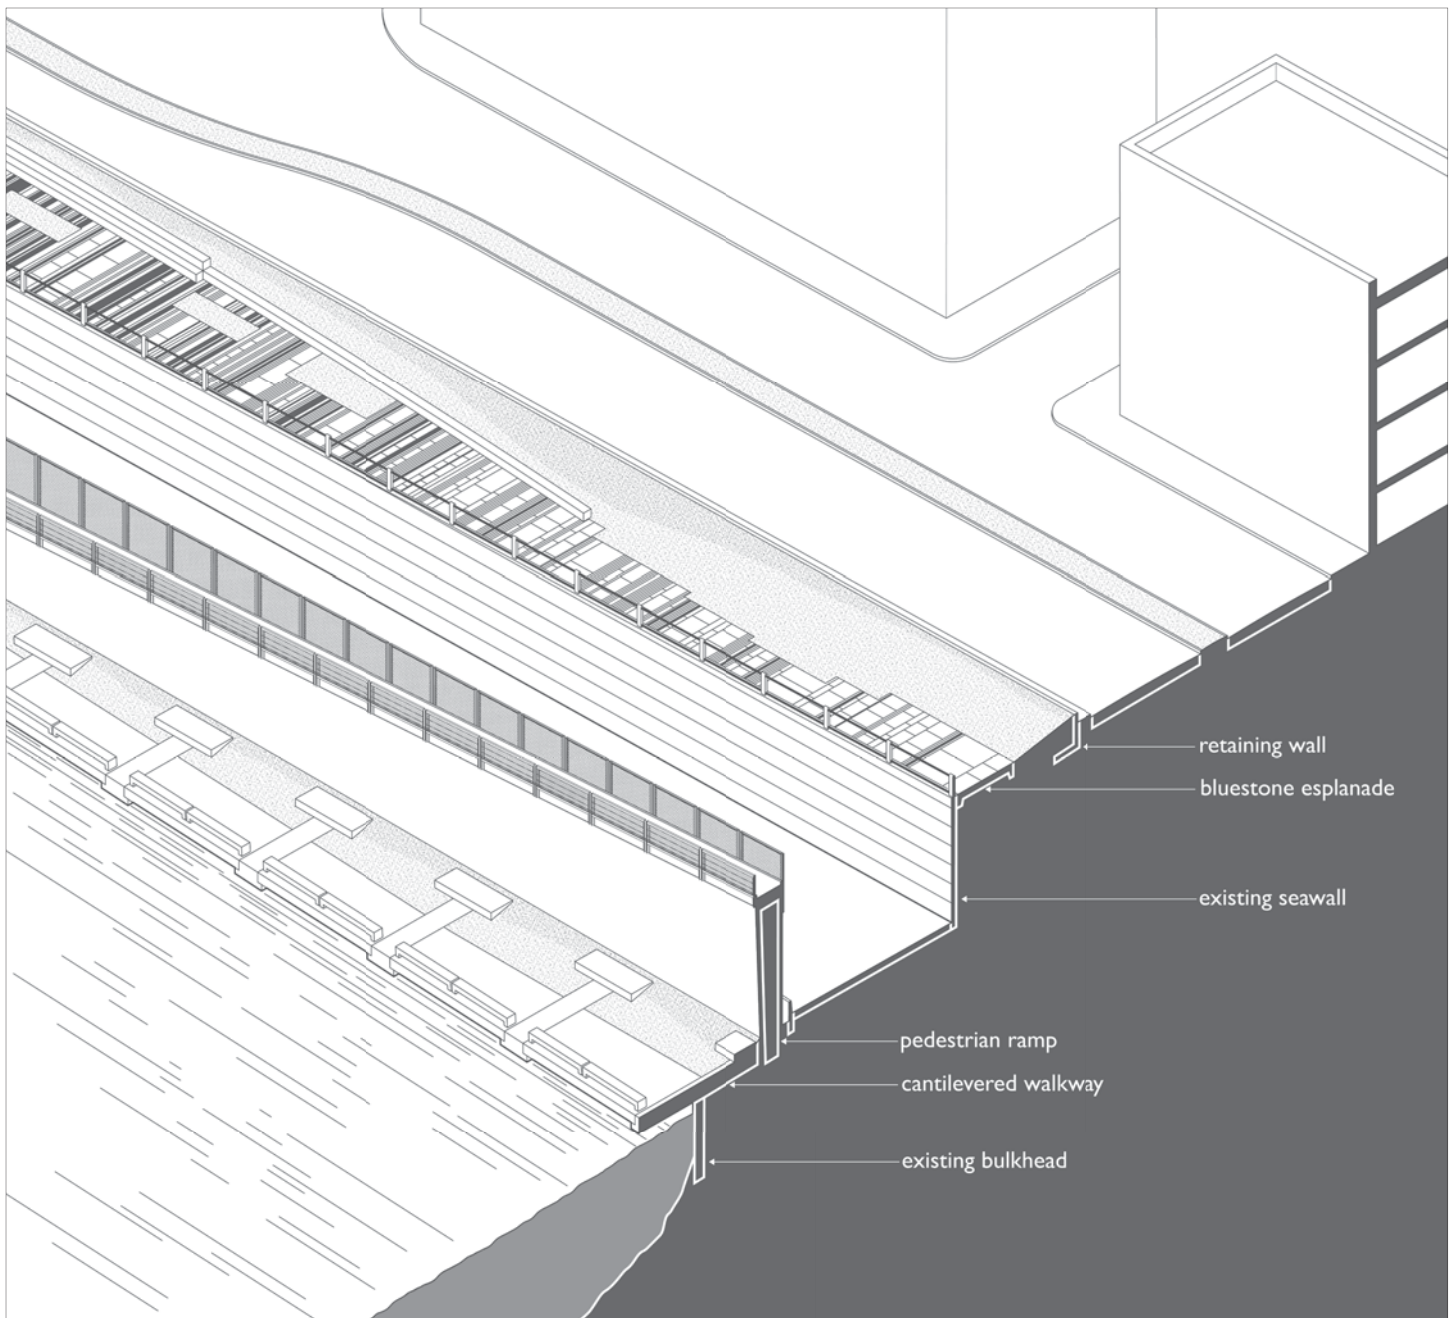 retaining wall
bluestone esplanade
existing seawall
pedestrian ramp
cantilevered walkway
existing bulkhead